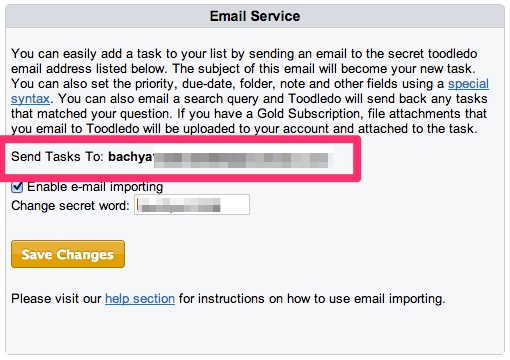 Email Service
You can easily add a task to your list by sending an email to the secret toodledo
email address listed below. The subject of this email will become your new task.
You can also set the priority, due-date, folder, note and other fields using a special
syntax. You can also email a search query and Toodledo will send back any tasks
that matched your question. If you have a Gold Subscription, file attachments that
you email to Toodledo will be uploaded to your account and attached to the task.
Send Tasks To: bachya
Enable e-mail importing
Change secret word:
Save Changes
Please visit our help section for instructions on how to use email importing.